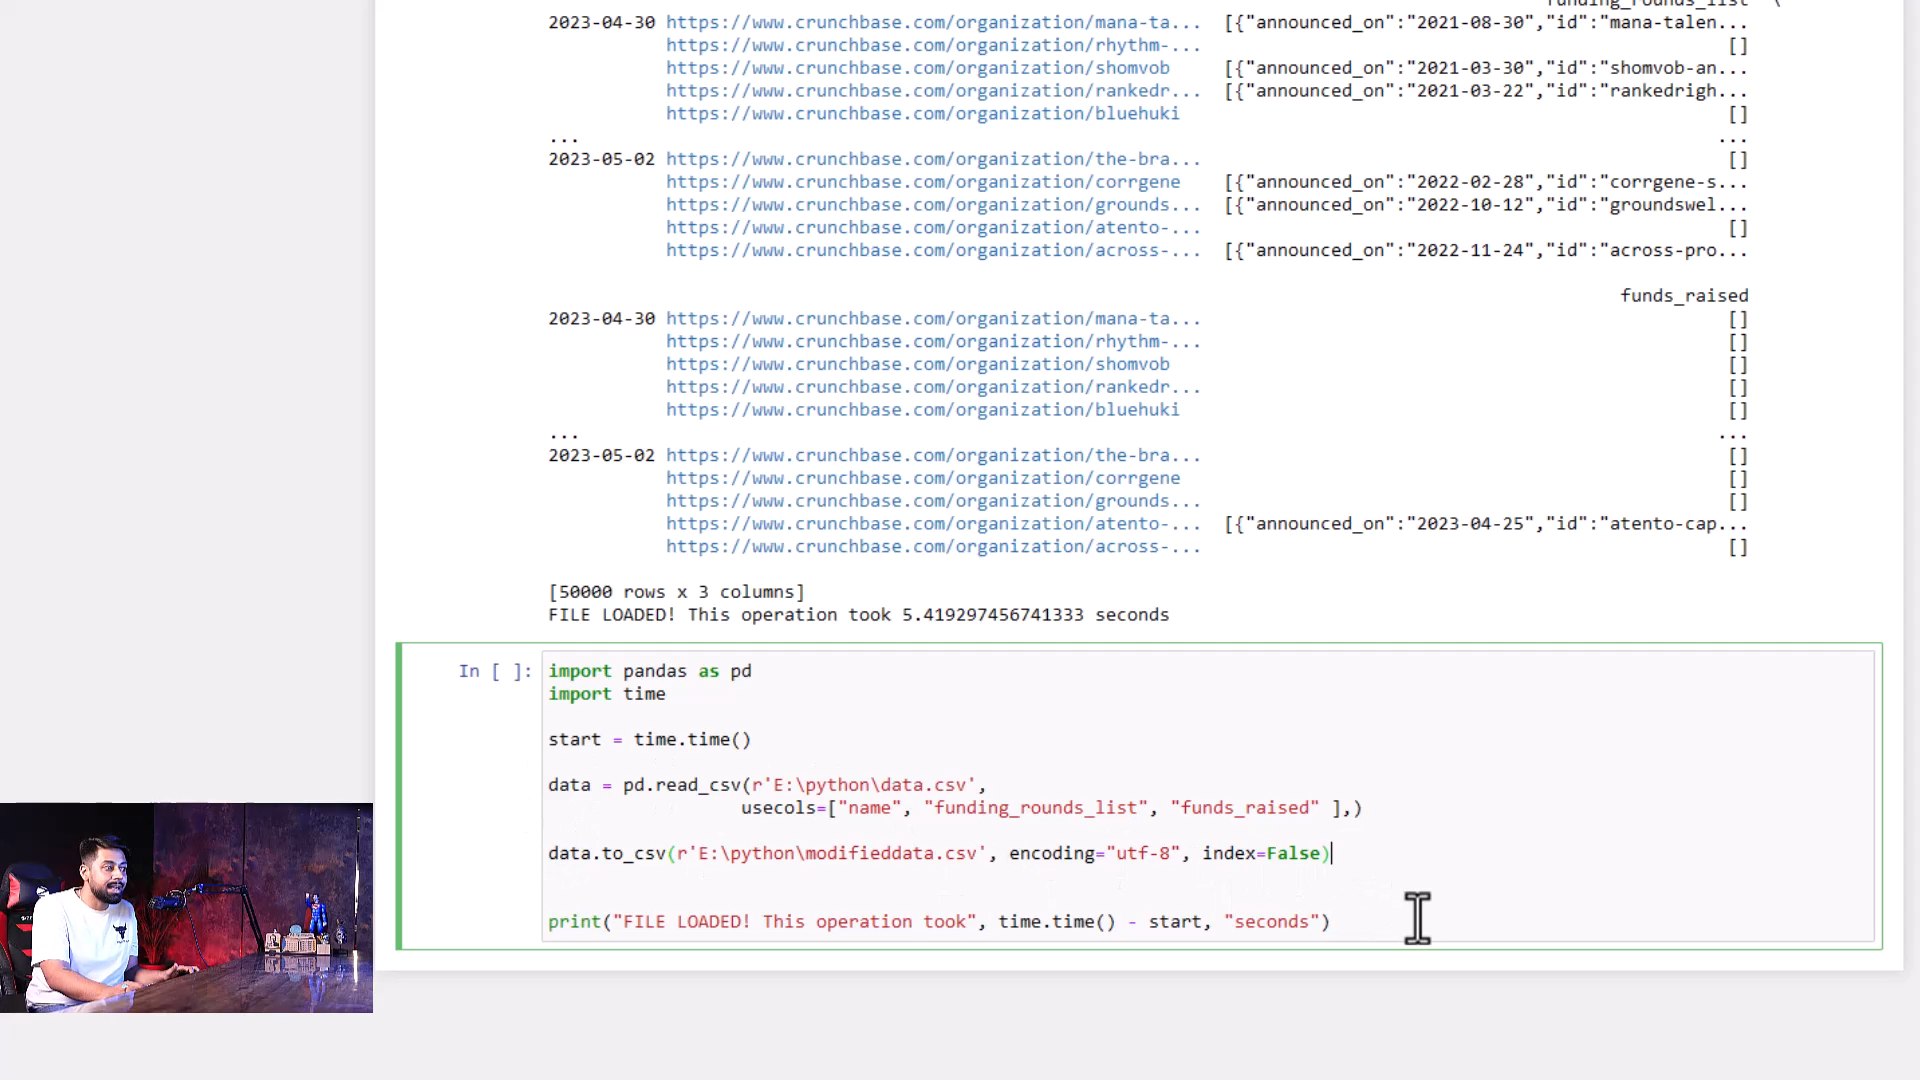 funding_rounds_list \
2023-04-30 https://www.crunchbase.com/organization/mana-ta... [{"announced_on":"2021-08-30","id":"mana-talen...
https://www.crunchbase.com/organization/rhythm-... []
https://www.crunchbase.com/organization/shomvob [{"announced_on":"2021-03-30","id":"shomvob-an...
https://www.crunchbase.com/organization/rankedr... [{"announced_on":"2021-03-22","id":"rankedrigh...
https://www.crunchbase.com/organization/bluehuki []
... ...
2023-05-02 https://www.crunchbase.com/organization/the-bra... []
https://www.crunchbase.com/organization/corrgene [{"announced_on":"2022-02-28","id":"corrgene-s...
https://www.crunchbase.com/organization/grounds... [{"announced_on":"2022-10-12","id":"groundswel...
https://www.crunchbase.com/organization/atento-... []
https://www.crunchbase.com/organization/across-... [{"announced_on":"2022-11-24","id":"across-pro...
funds_raised
2023-04-30 https://www.crunchbase.com/organization/mana-ta... []
https://www.crunchbase.com/organization/rhythm-... []
https://www.crunchbase.com/organization/shomvob []
https://www.crunchbase.com/organization/rankedr... []
https://www.crunchbase.com/organization/bluehuki []
... ...
2023-05-02 https://www.crunchbase.com/organization/the-bra... []
https://www.crunchbase.com/organization/corrgene []
https://www.crunchbase.com/organization/grounds... []
https://www.crunchbase.com/organization/atento-... [{"announced_on":"2023-04-25","id":"atento-cap...
https://www.crunchbase.com/organization/across-... []
[50000 rows x 3 columns]
FILE LOADED! This operation took 5.419297456741333 seconds
In [ ]: import pandas as pd
import time
start = time.time()
data = pd.read_csv(r'E:\python\data.csv',
usecols=["name", "funding_rounds_list", "funds_raised" ],)
data.to_csv(r'E:\python\modifieddata.csv', encoding="utf-8", index=False)
print("FILE LOADED! This operation took", time.time() - start, "seconds")